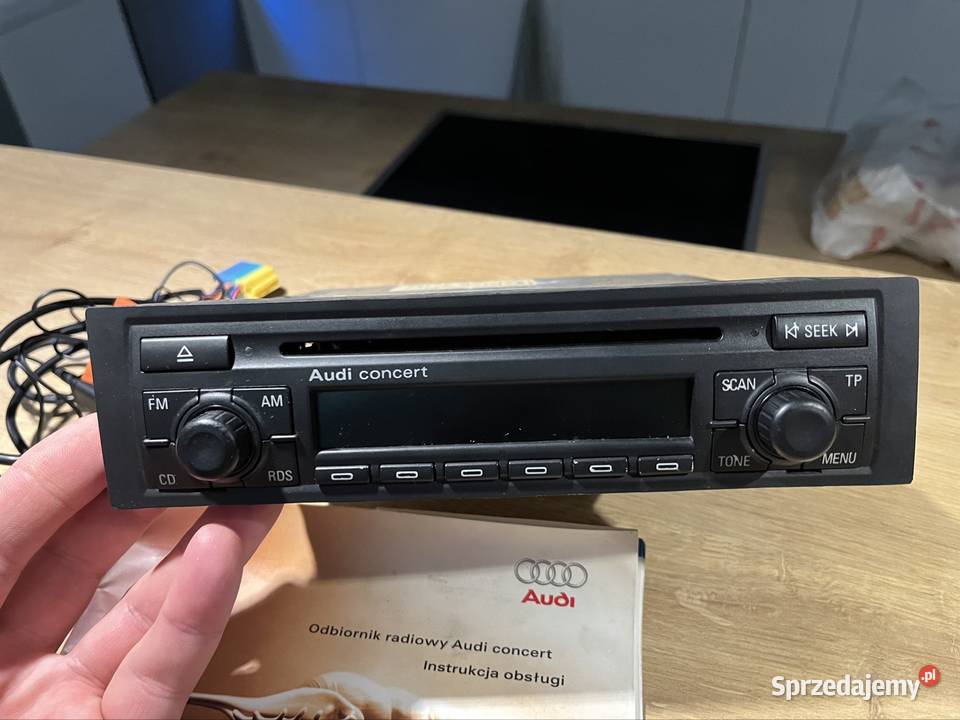 SEEK
Audi concert
FM
AM
CD
RDS
SCAN
TP
TONE
MENU
Audi
Odbiornik radiowy Audi concert
Instrukcja obsługi
Sprzedajemy.pl